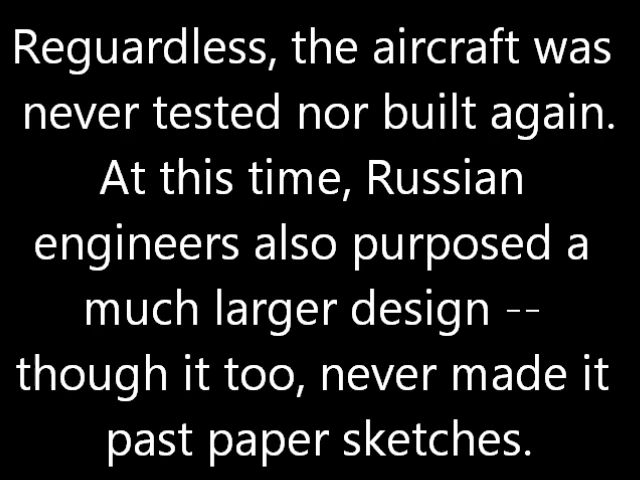 Reguardless, the aircraft was
never tested nor built again.
At this time, Russian
engineers also purposed a
much larger design --
though it too, never made it
past paper sketches.